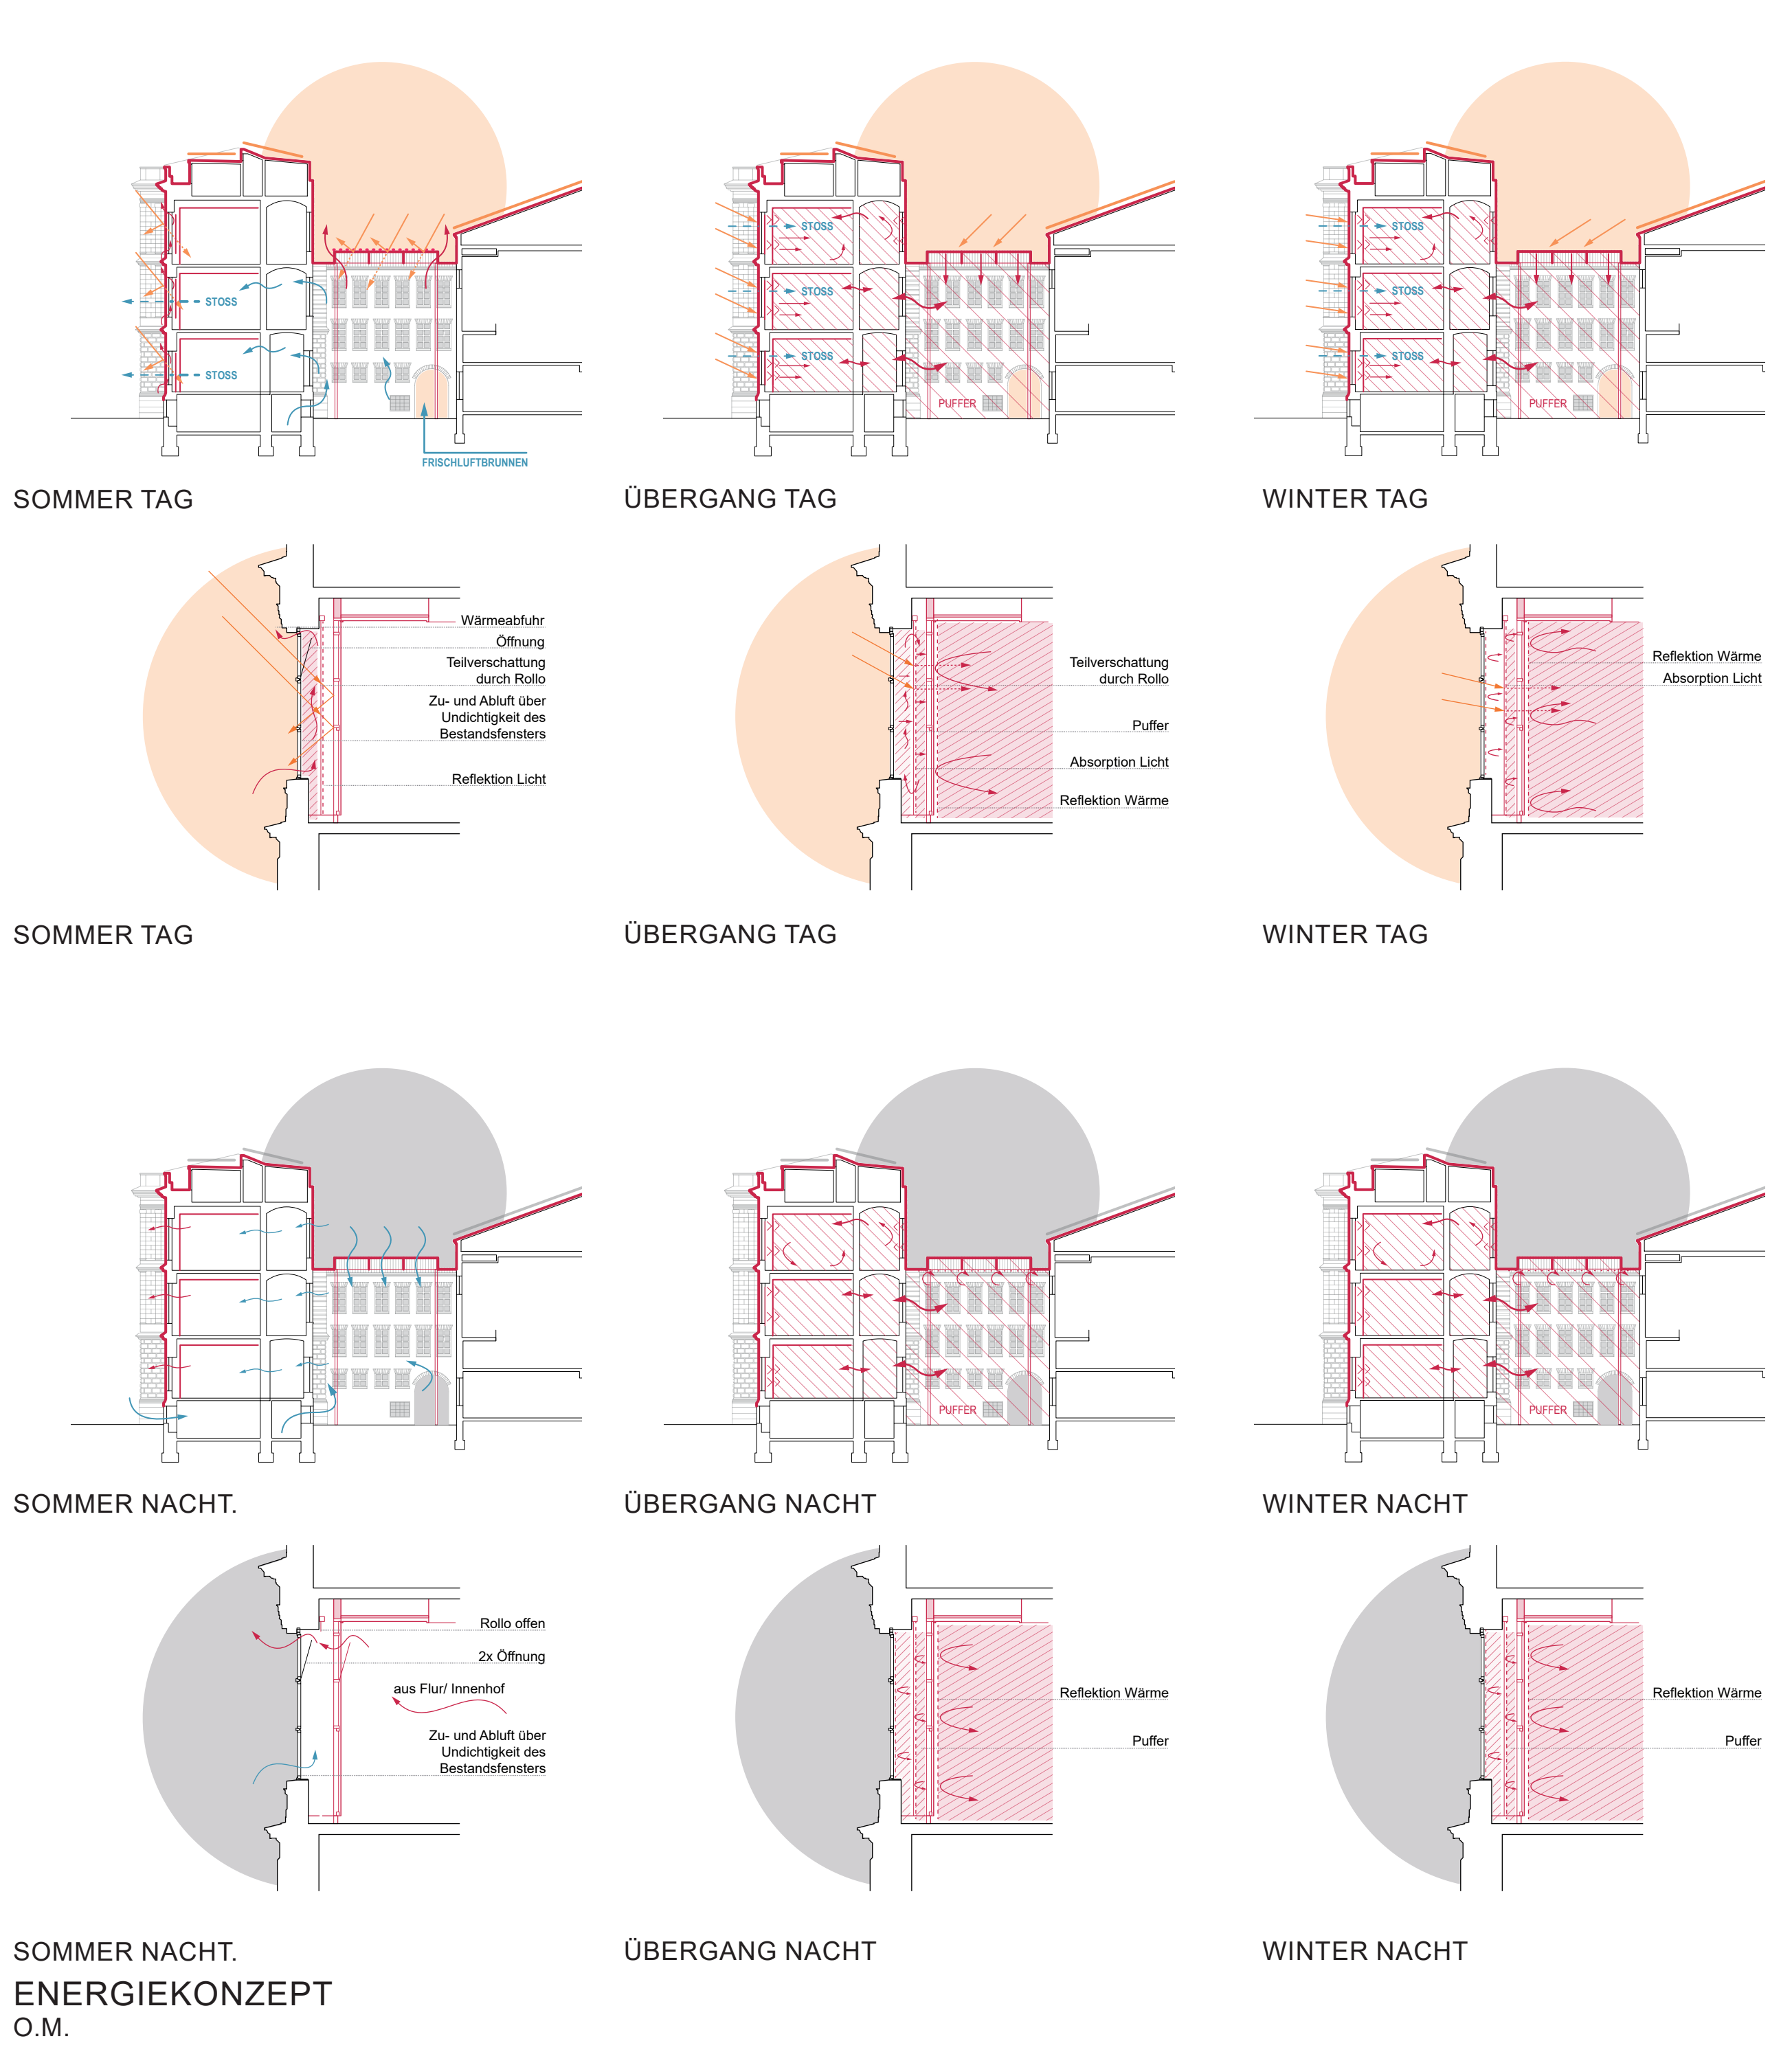 STOSS
STOSS
FRISCHLUFTBRUNNEN
STOSS
STOSS
STOSS
PUFFER
STOSS
STOSS
STOSS
PUFFER
SOMMER TAG
ÜBERGANG TAG
WINTER TAG
Wärmeabfuhr
Öffnung
Teilverschattung
durch Rollo
Zu- und Abluft über
Undichtigkeit des
Bestandsfensters
Reflektion Licht
Teilverschattung
durch Rollo
Puffer
Absorption Licht
Reflektion Wärme
Reflektion Wärme
Absorption Licht
SOMMER TAG
ÜBERGANG TAG
WINTER TAG
PUFFER
PUFFER
SOMMER NACHT.
ÜBERGANG NACHT
WINTER NACHT
Rollo offen
2x Öffnung
aus Flur/ Innenhof
Zu- und Abluft über
Undichtigkeit des
Bestandsfensters
Reflektion Wärme
Puffer
Reflektion Wärme
Puffer
SOMMER NACHT.
ÜBERGANG NACHT
WINTER NACHT
ENERGIEKONZEPT
O.M.